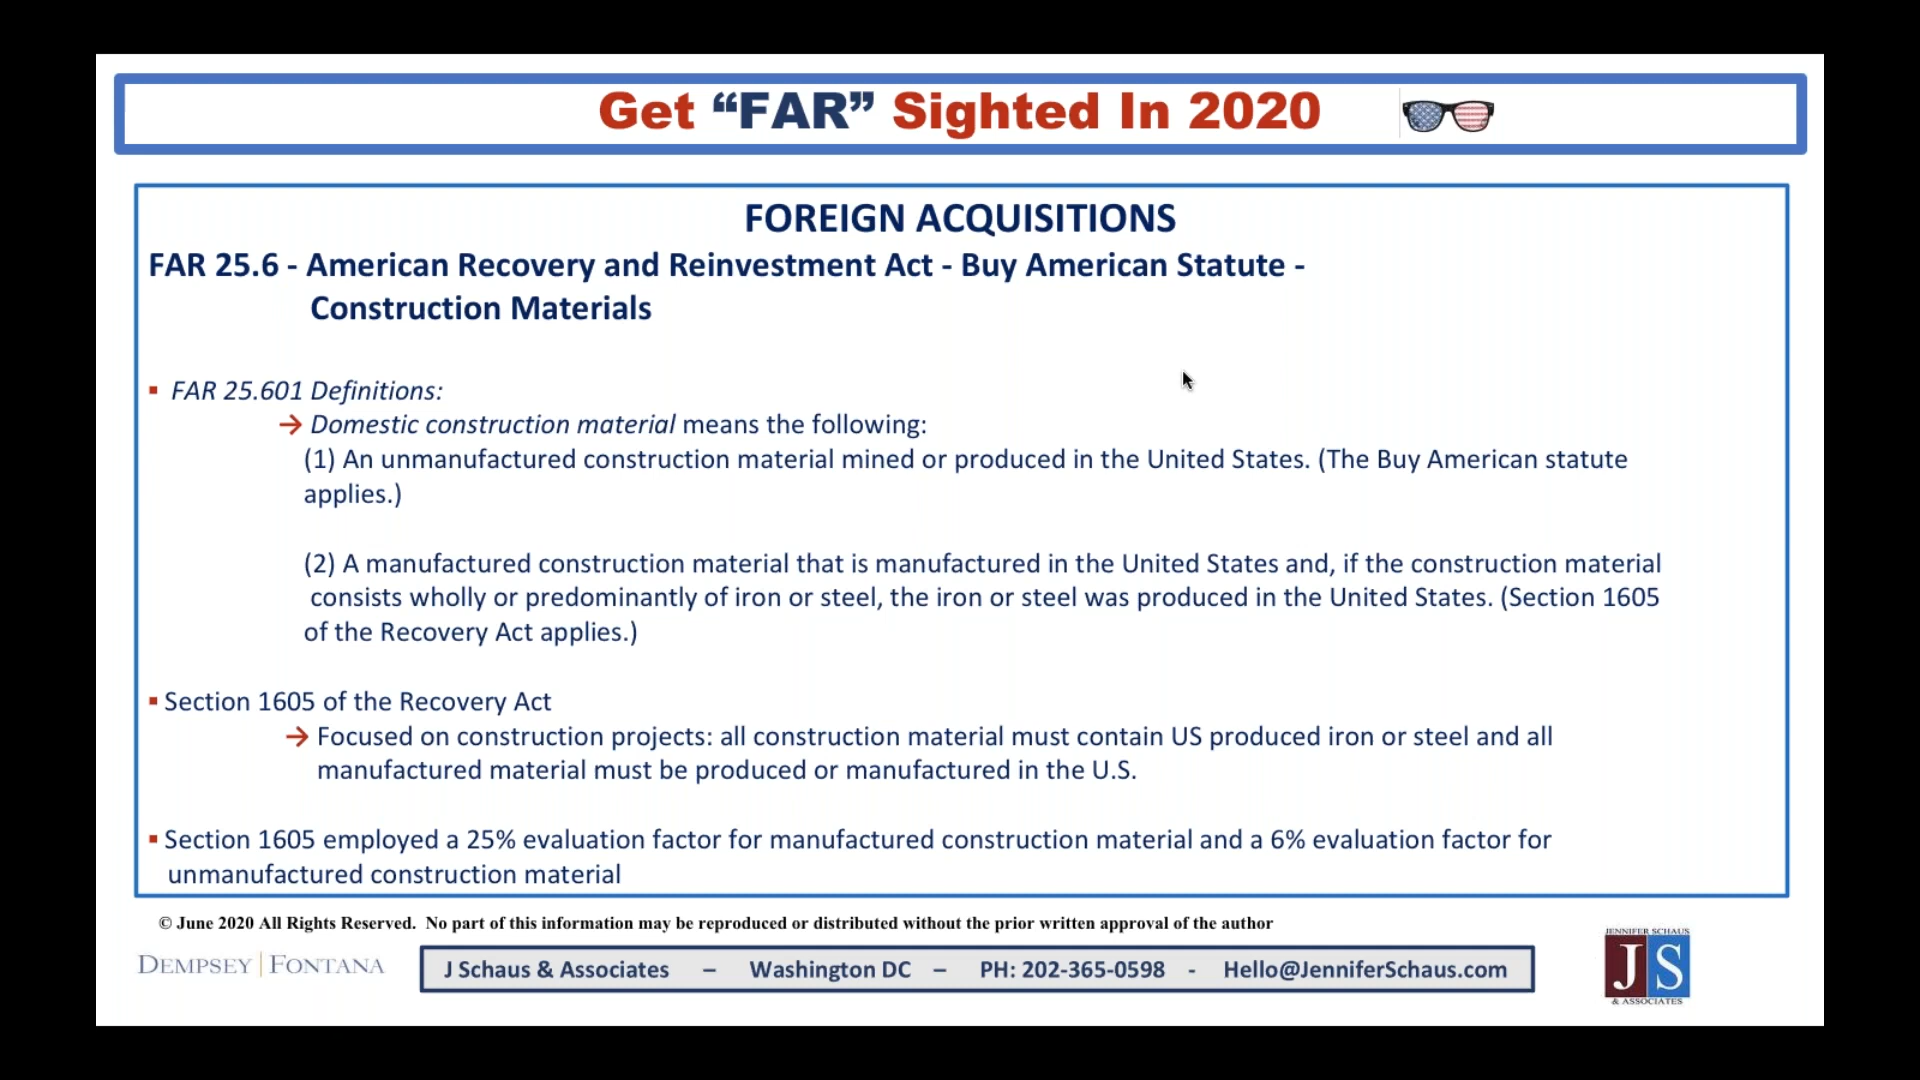 Get “FAR” Sighted In 2020
FOREIGN ACQUISITIONS
FAR 25.6 - American Recovery and Reinvestment Act - Buy American Statute -
Construction Materials
▪ FAR 25.601 Definitions:
→ Domestic construction material means the following:
(1) An unmanufactured construction material mined or produced in the United States. (The Buy American statute
applies.)
(2) A manufactured construction material that is manufactured in the United States and, if the construction material
consists wholly or predominantly of iron or steel, the iron or steel was produced in the United States. (Section 1605
of the Recovery Act applies.)
▪ Section 1605 of the Recovery Act
→ Focused on construction projects: all construction material must contain US produced iron or steel and all
manufactured material must be produced or manufactured in the U.S.
▪ Section 1605 employed a 25% evaluation factor for manufactured construction material and a 6% evaluation factor for
unmanufactured construction material
© June 2020 All Rights Reserved. No part of this information may be reproduced or distributed without the prior written approval of the author
DEMPSEY | FONTANA
J Schaus & Associates – Washington DC – PH: 202-365-0598 - Hello@JenniferSchaus.com
JENNIFER SCHAUS
JS
& ASSOCIATES